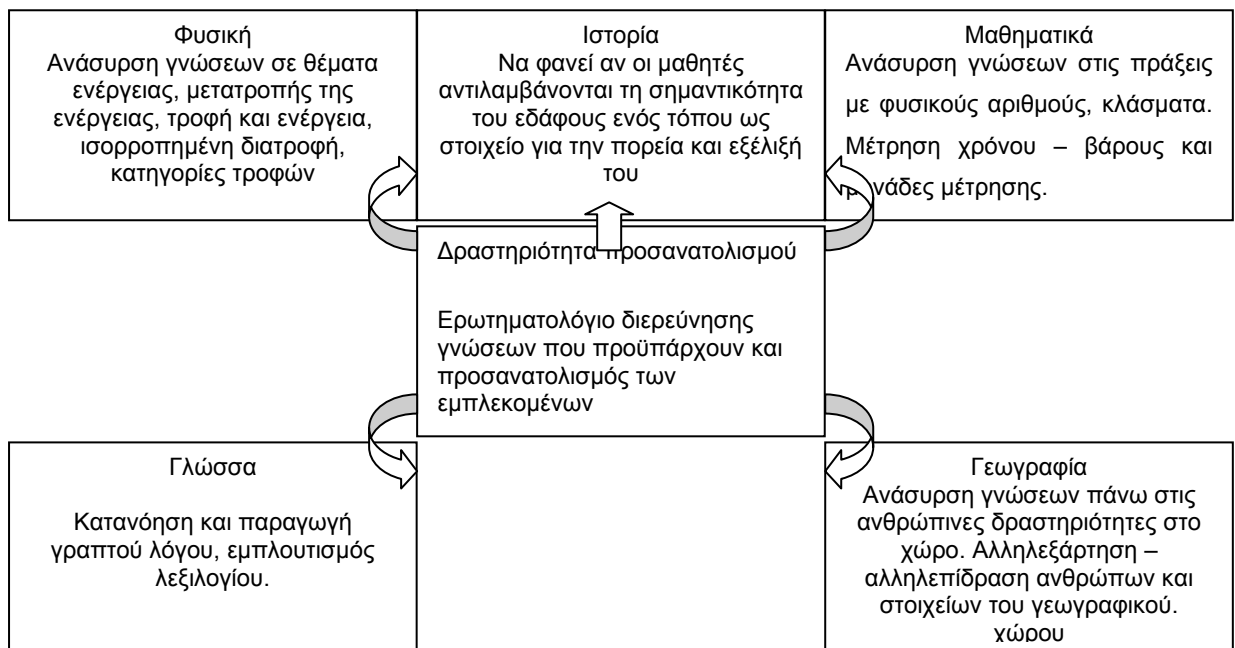 Φυσική
Ανάσυρση γνώσεων σε θέματα
ενέργειας, μετατροπής της
ενέργειας, τροφή και ενέργεια,
ισορροπημένη διατροφή,
κατηγορίες τροφών
Ιστορία
Να φανεί αν οι μαθητές
αντιλαμβάνονται τη σημαντικότητα
του εδάφους ενός τόπου ως
στοιχείο για την πορεία και εξέλιξή
του
Μαθηματικά
Ανάσυρση γνώσεων στις πράξεις
με φυσικούς αριθμούς, κλάσματα.
Μέτρηση χρόνου – βάρους και
μονάδες μέτρησης.
Δραστηριότητα προσανατολισμού
Ερωτηματολόγιο διερεύνησης
γνώσεων που προϋπάρχουν και
προσανατολισμός των
εμπλεκομένων
Γλώσσα
Κατανόηση και παραγωγή
γραπτού λόγου, εμπλουτισμός
λεξιλογίου.
Γεωγραφία
Ανάσυρση γνώσεων πάνω στις
ανθρώπινες δραστηριότητες στο
χώρο. Αλληλεξάρτηση –
αλληλεπίδραση ανθρώπων και
στοιχείων του γεωγραφικού.
χώρου